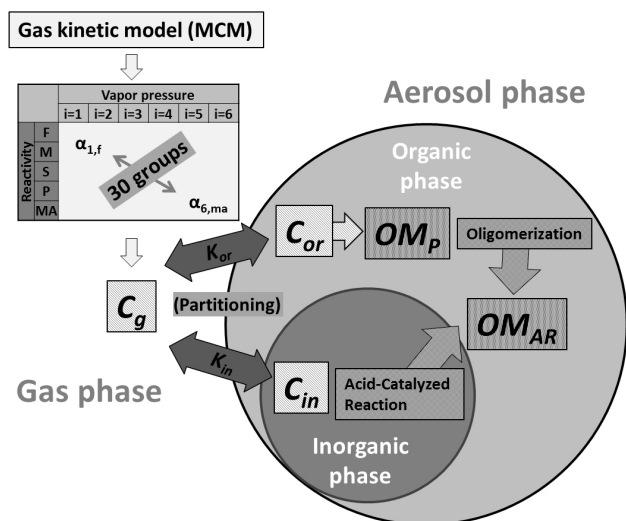 Gas kinetic model (MCM)
Vapor pressure
i=1 i=2 i=3 i=4 i=5 i=6
Reactivity
F
M
S
P
MA
α1,f
30 groups
α6,ma
Aerosol phase
Organic
phase
Kor
Cor
OMP
Oligomerization
Cg
(Partitioning)
OMAR
Kin
Gas phase
Cin
Acid-Catalyzed
Reaction
Inorganic
phase